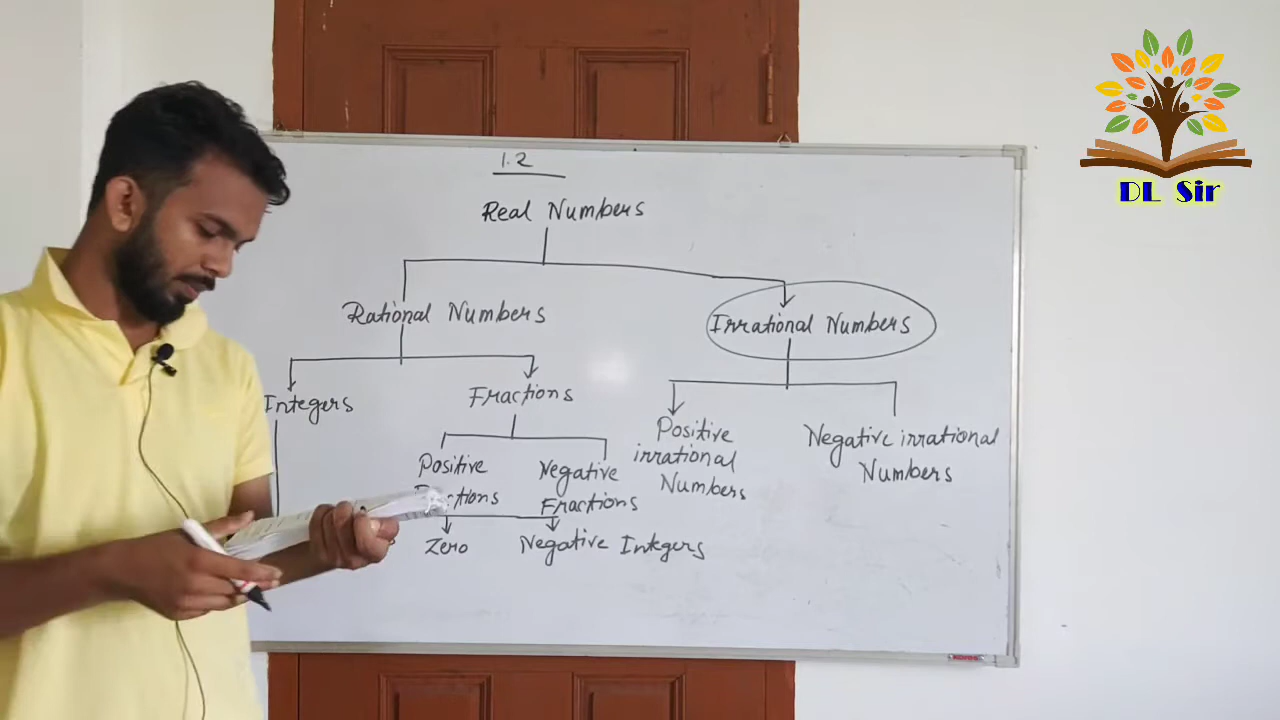 1.2
Real Numbers
Rational Numbers
Irrational Numbers
Integers
Fractions
Positive
irrational
Numbers
Negative irrational
Numbers
Positive
Negative
Fractions
Zero
Negative Integers
DL Sir